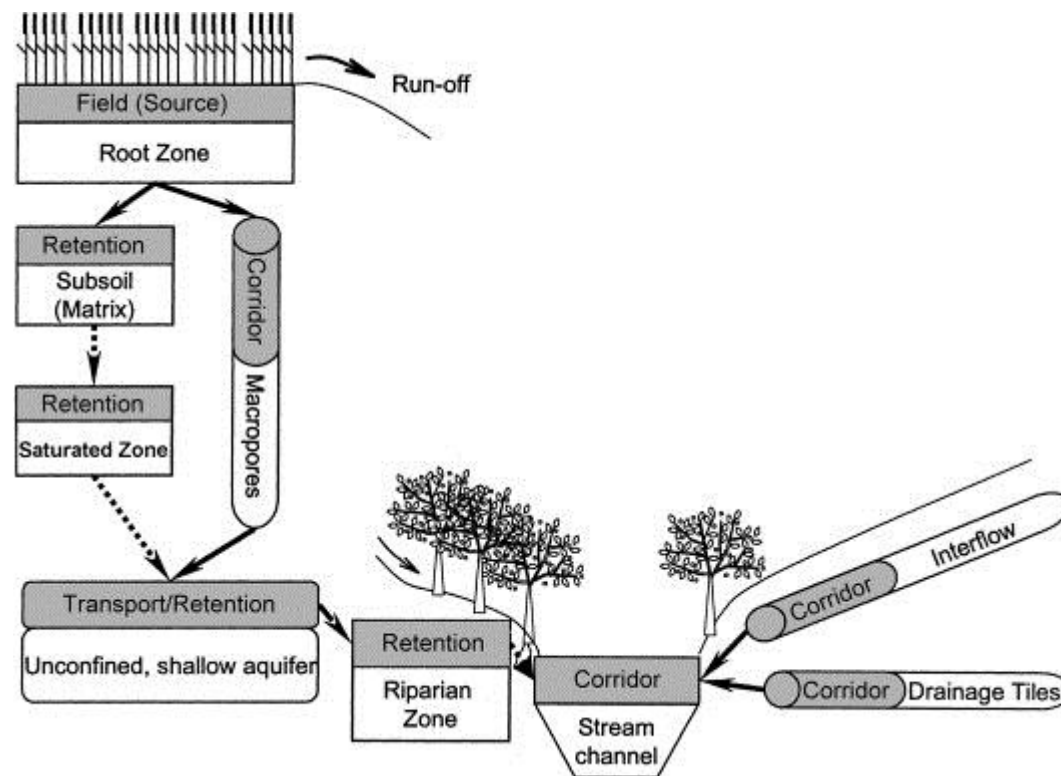 Run-off
Field (Source)
Root Zone
Retention
Subsoil
(Matrix)
Corridor
Macropores
Retention
Saturated Zone
Transport/Retention
Unconfined, shallow aquifer
Retention
Riparian
Zone
Corridor
Stream
channel
Corridor
Interflow
Corridor
Drainage Tiles